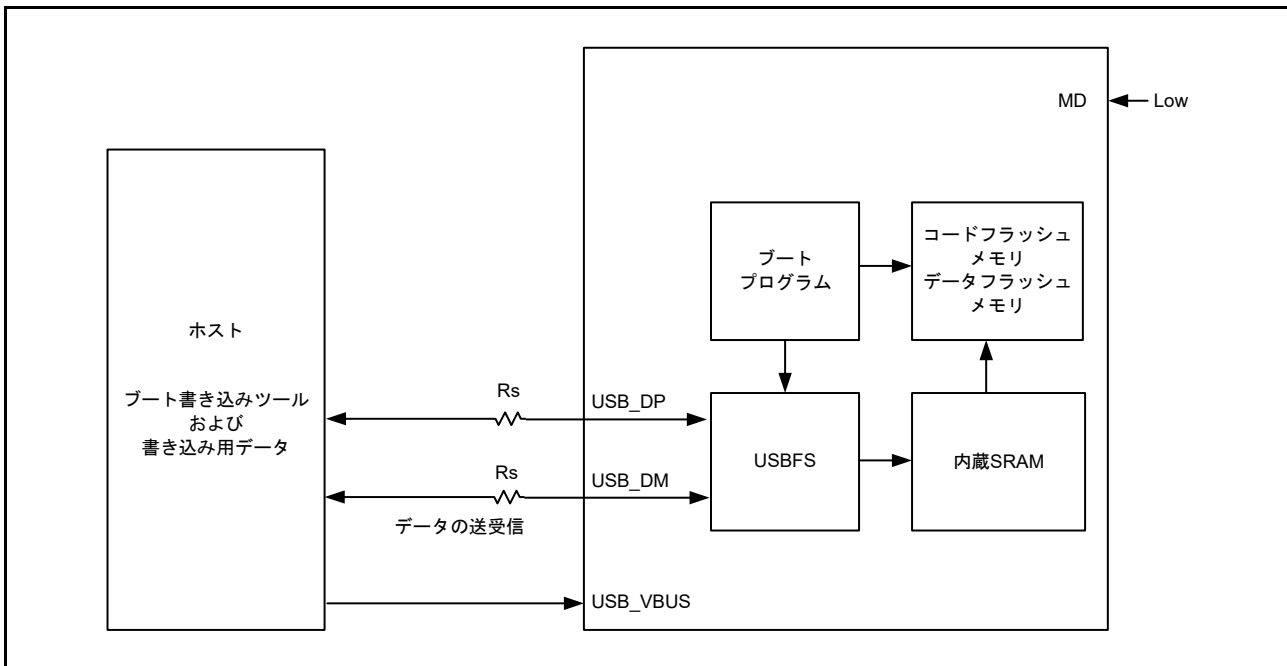 MD
Low
ホスト
ブート書き込みツール
および
書き込み用データ
ブート
プログラム
コードフラッシュ
メモリ
データフラッシュ
メモリ
Rs
USB_DP
Rs
USB_DM
データの送受信
USBFS
内蔵SRAM
USB_VBUS